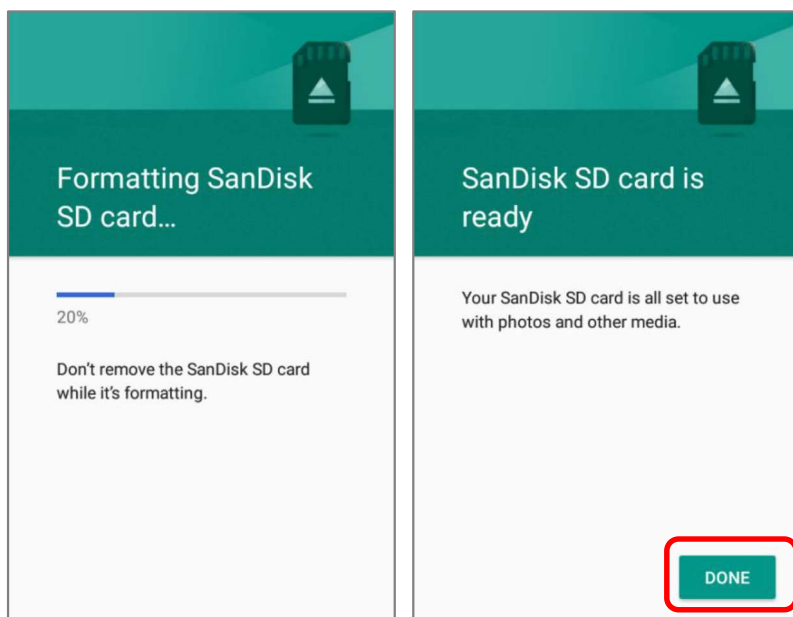 Formatting SanDisk
SD card...
20%
Don't remove the SanDisk SD card
while it's formatting.
SanDisk SD card is
ready
Your SanDisk SD card is all set to use
with photos and other media.
DONE